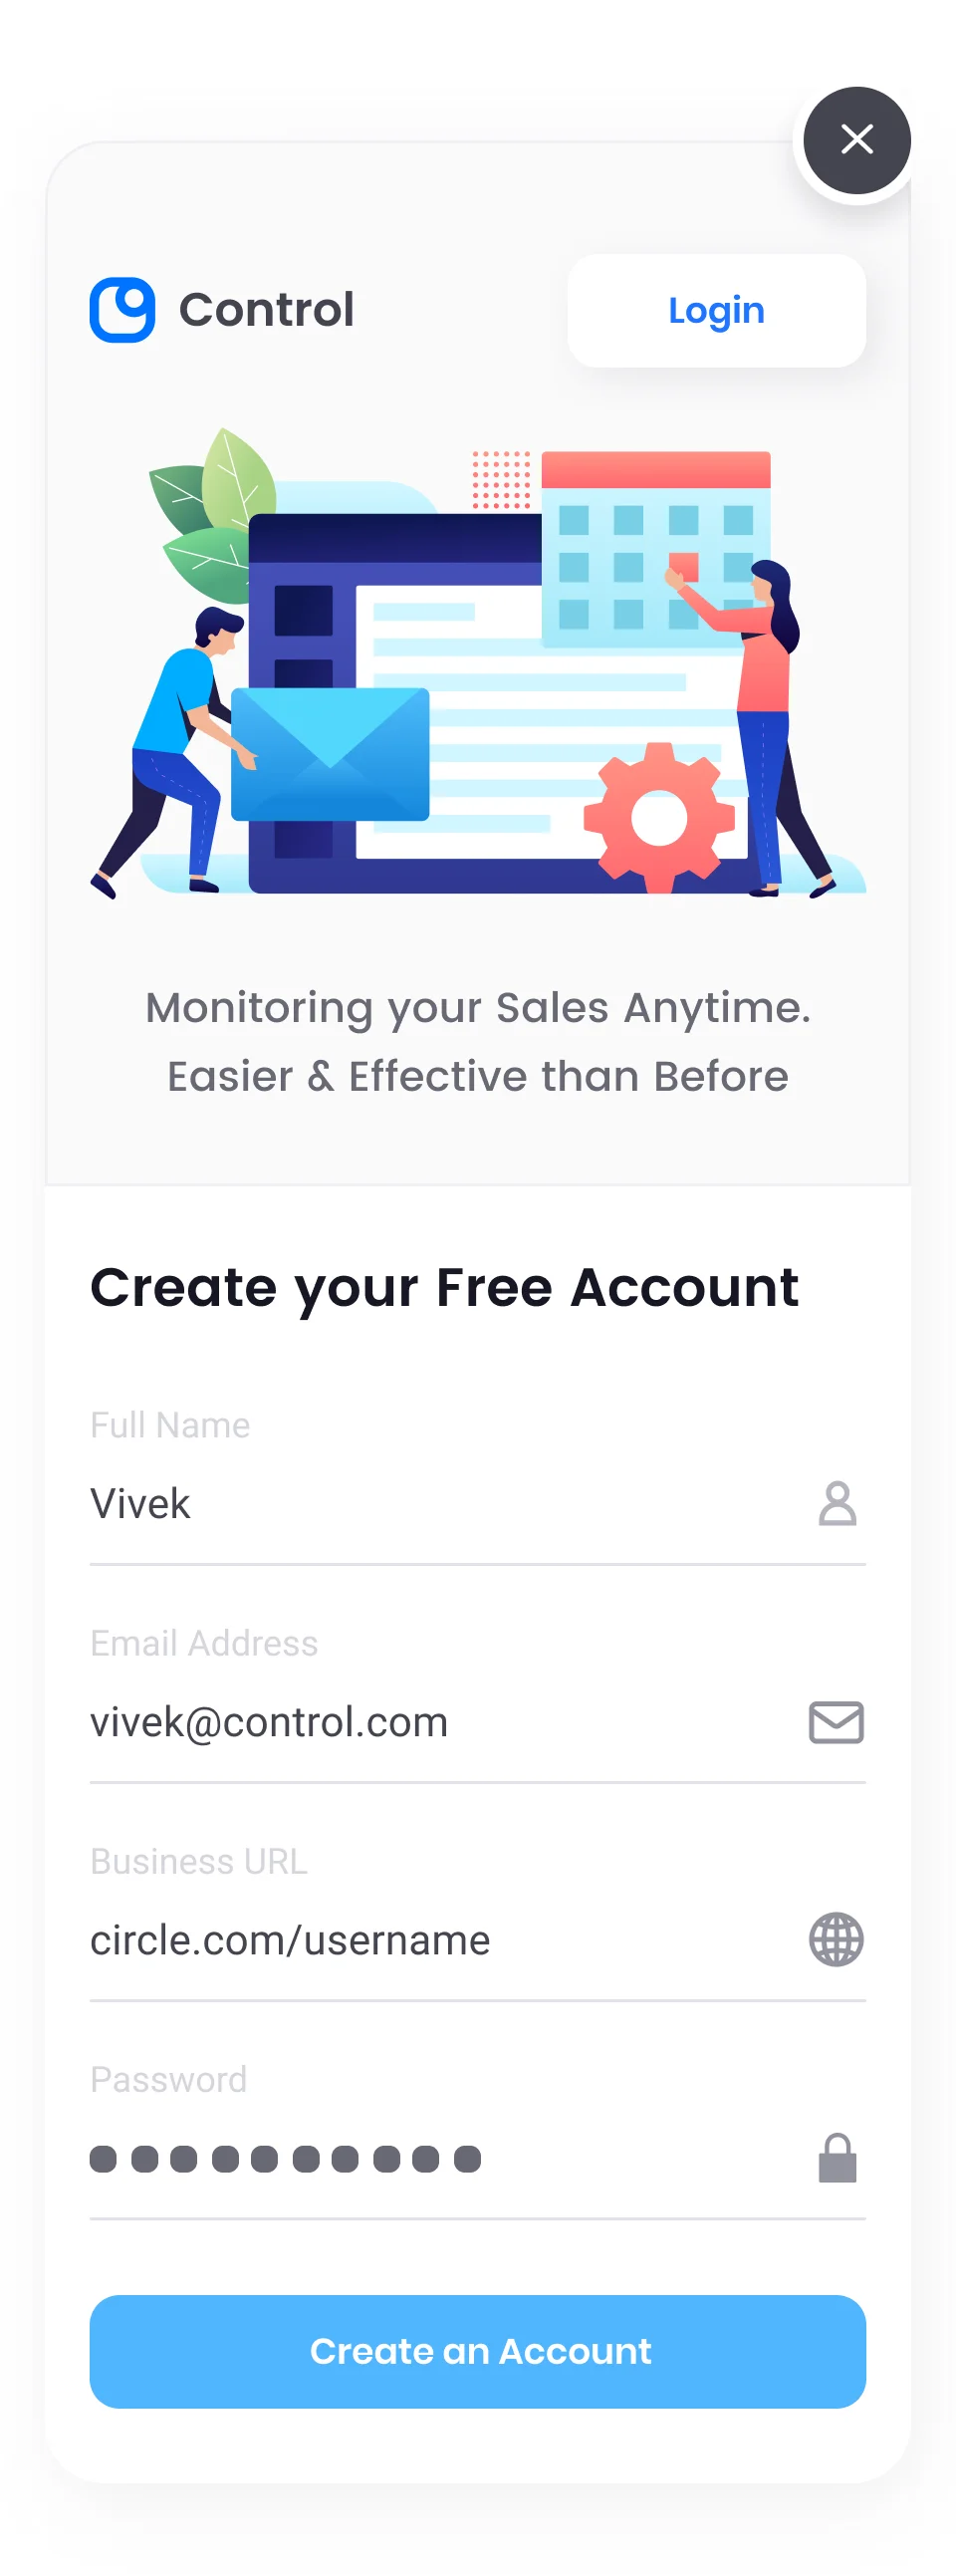 Control
Login
Monitoring your Sales Anytime.
Easier & Effective than Before
Create your Free Account
Full Name
Vivek
Email Address
vivek@control.com
Business URL
circle.com/username
Password
Create an Account